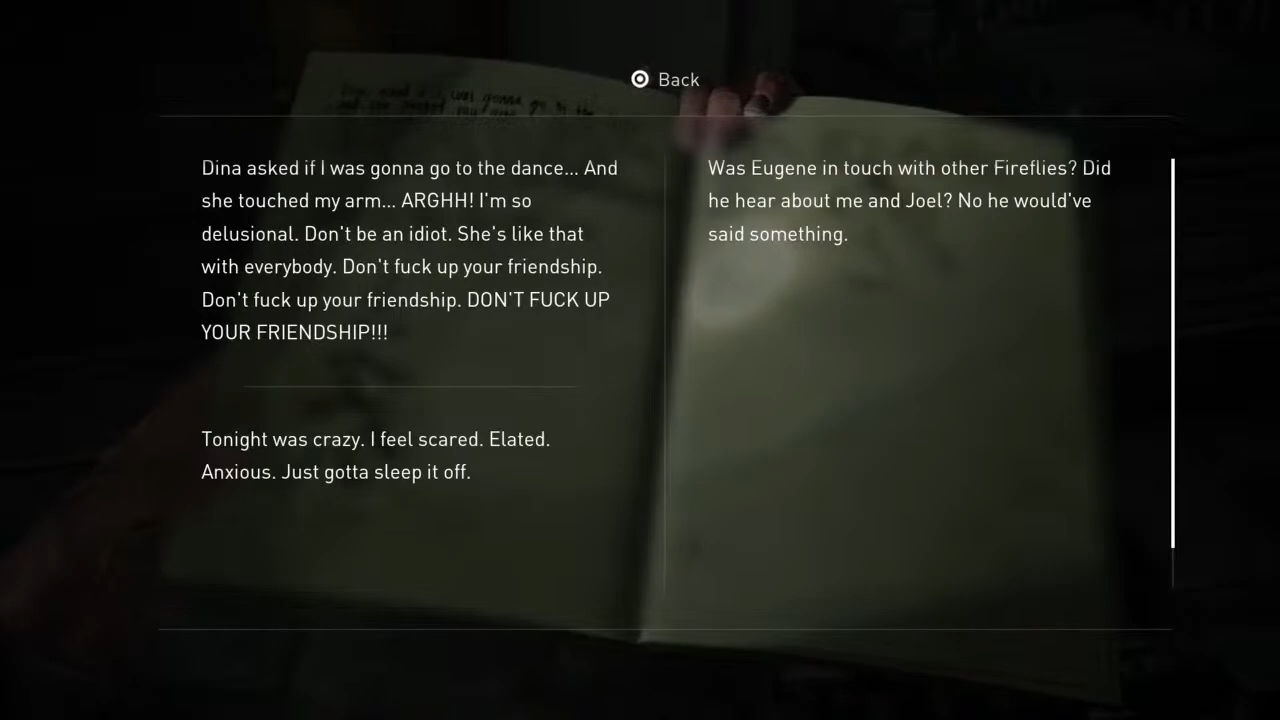 Back
Dina asked if I was gonna go to the dance... And
she touched my arm... ARGHH! I'm so
delusional. Don't be an idiot. She's like that
with everybody. Don't fuck up your friendship.
Don't fuck up your friendship. DON'T FUCK UP
YOUR FRIENDSHIP!!!
Tonight was crazy. I feel scared. Elated.
Anxious. Just gotta sleep it off.
Was Eugene in touch with other Fireflies? Did
he hear about me and Joel? No he would've
said something.